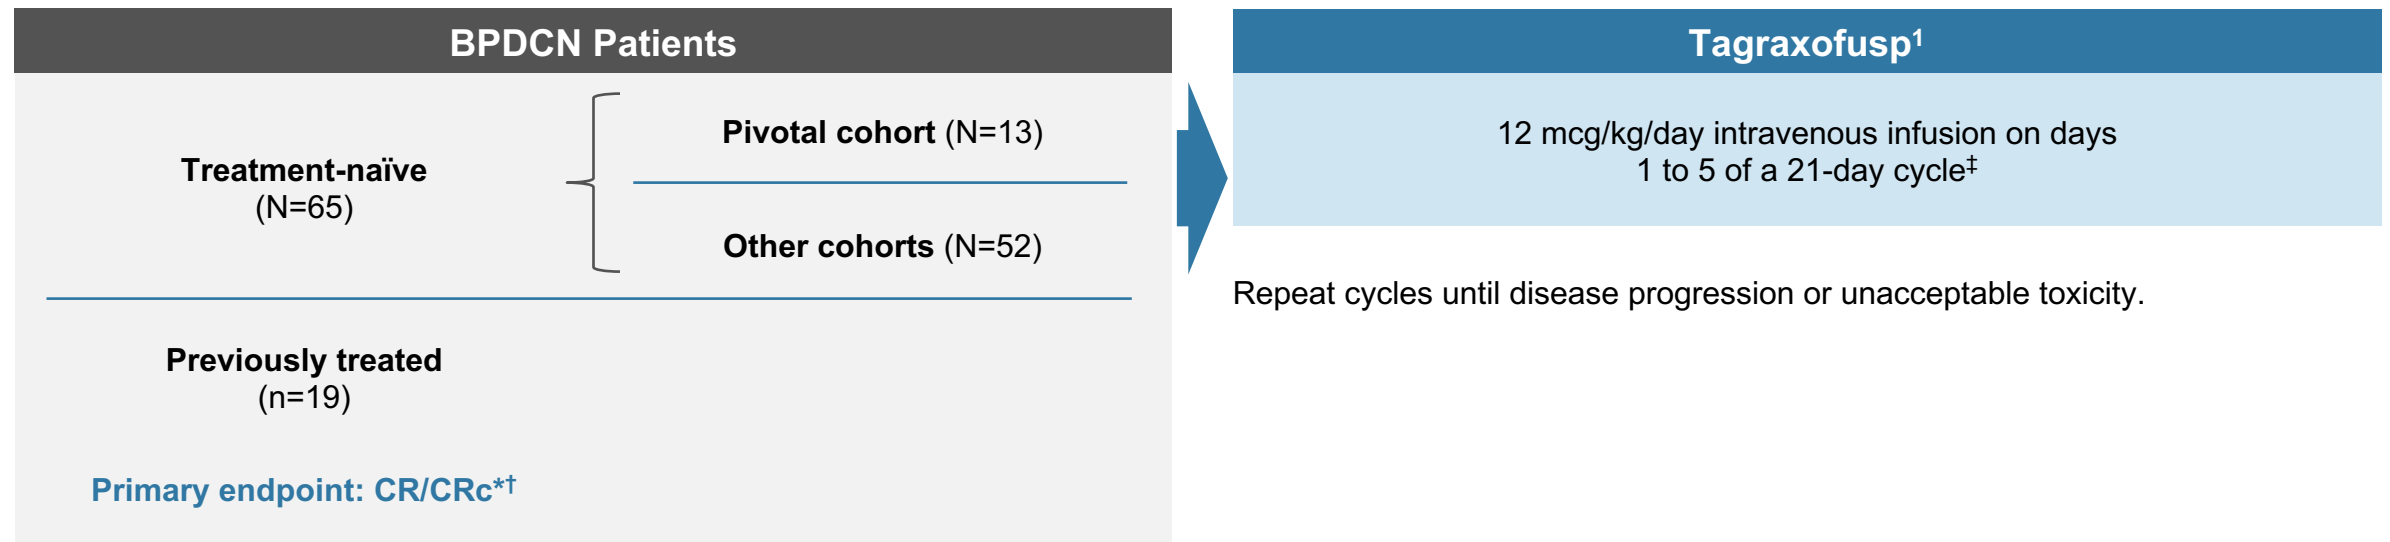 BPDCN Patients
Treatment-naïve
(N=65)
Pivotal cohort (N=13)
Other cohorts (N=52)
Previously treated
(n=19)
Primary endpoint: CR/CRc*†
Tagraxofusp¹
12 mcg/kg/day intravenous infusion on days
1 to 5 of a 21-day cycle‡
Repeat cycles until disease progression or unacceptable toxicity.